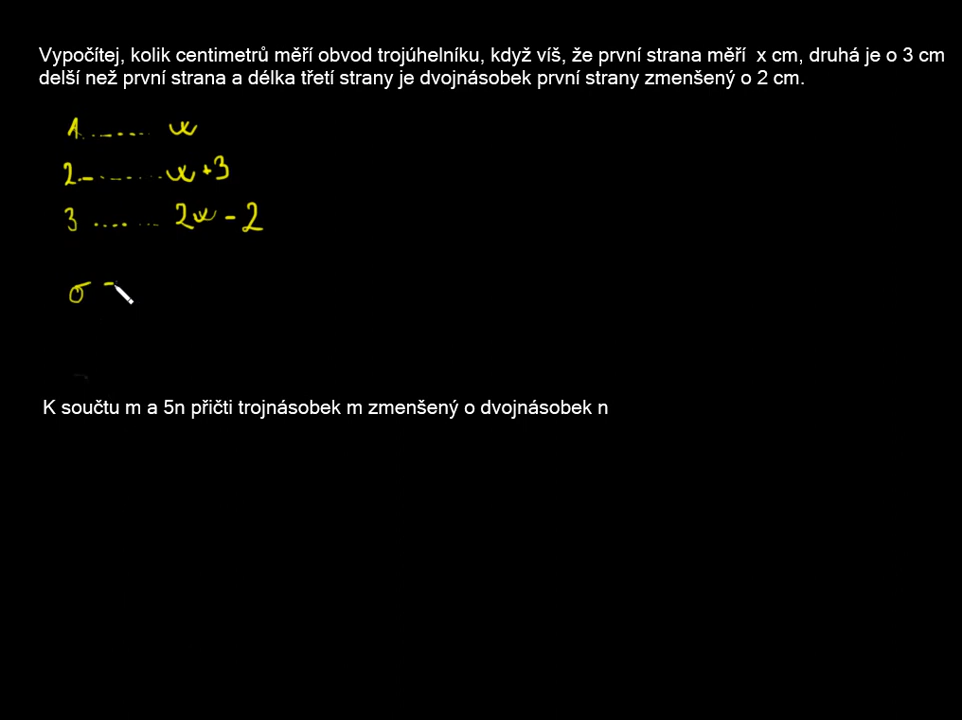 Vypočítej, kolik centimetrů měří obvod trojúhelníku, když víš, že první strana měří  x cm, druhá je o 3 cm
delší než první strana a délka třetí strany je dvojnásobek první strany zmenšený o 2 cm.
1........ x
2......... x+3
3 ....... 2x - 2
σ =
K součtu m a 5n přičti trojnásobek m zmenšený o dvojnásobek n